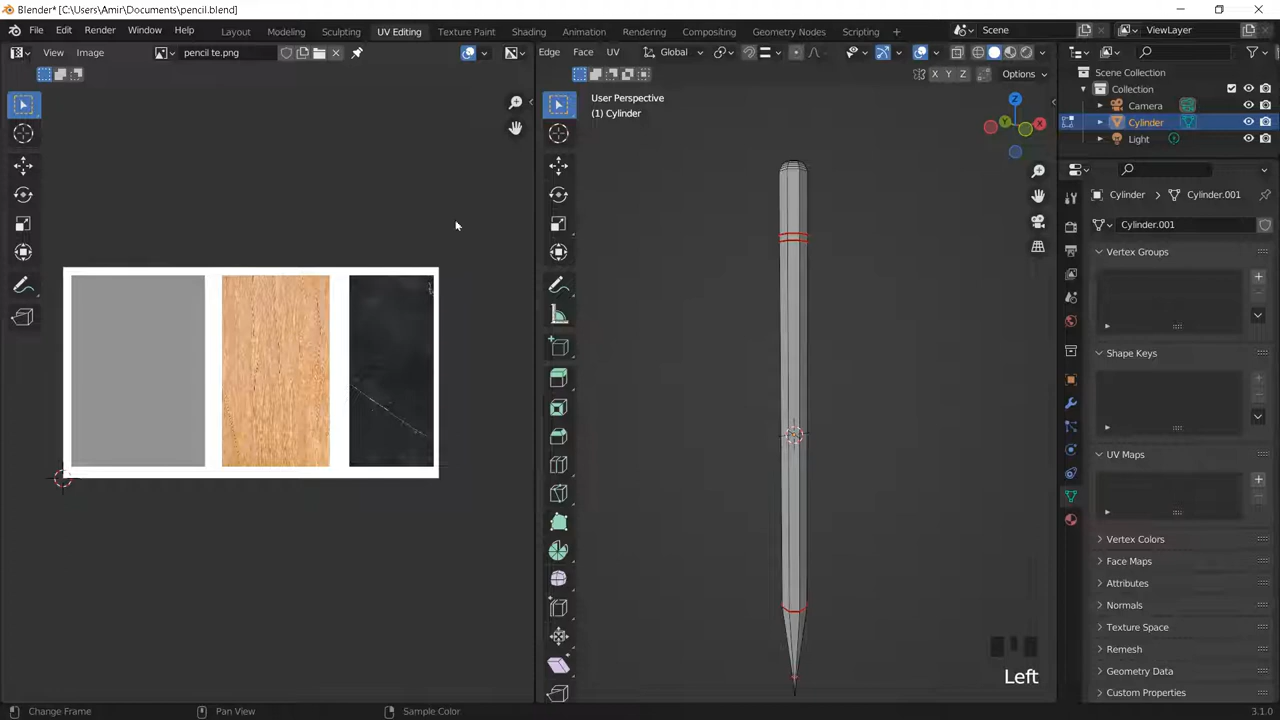 Blender* [C:\Users\Amir\Documents\pencil.blend]
File Edit Render Window Help Layout Modeling Sculpting UV Editing Texture Paint Shading Animation Rendering Compositing Geometry Nodes Scripting + Scene ViewLayer
View Image pencil te.png Edge Face UV Global
X Y Z Options
Scene Collection
Collection
Camera
Cylinder
Light
User Perspective
(1) Cylinder
Z
Y
X
Cylinder > Cylinder.001
Cylinder.001
Vertex Groups
Shape Keys
UV Maps
Vertex Colors
Face Maps
Attributes
Normals
Texture Space
Remesh
Geometry Data
Custom Properties
Left
Change Frame Pan View Sample Color 3.1.0